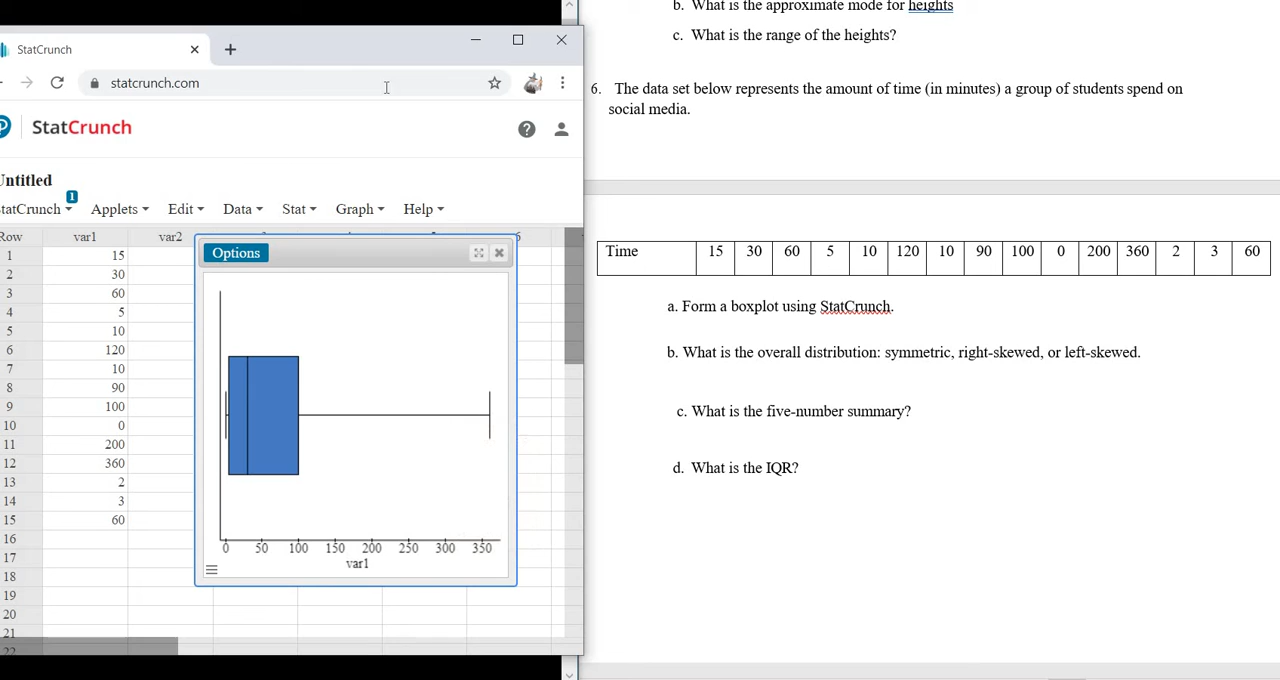 StatCrunch
statcrunch.com
StatCrunch
Untitled
1
StatCrunch Applets Edit Data Stat Graph Help
Row var1 var2
1 15
2 30
3 60
4 5
5 10
6 120
7 10
8 90
9 100
10 0
11 200
12 360
13 2
14 3
15 60
16
17
18
19
20
21
22
Options
0 50 100 150 200 250 300 350
var1
b. What is the approximate mode for heights
c. What is the range of the heights?
6. The data set below represents the amount of time (in minutes) a group of students spend on
social media.
Time 15 30 60 5 10 120 10 90 100 0 200 360 2 3 60
a. Form a boxplot using StatCrunch.
b. What is the overall distribution: symmetric, right-skewed, or left-skewed.
c. What is the five-number summary?
d. What is the IQR?